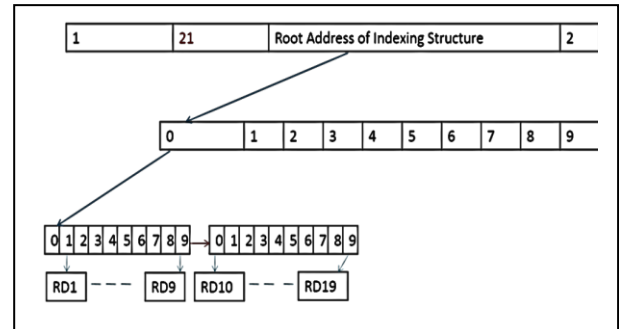 1 21 Root Address of Indexing Structure 2
0 1 2 3 4 5 6 7 8 9
0 1 2 3 4 5 6 7 8 9 0 1 2 3 4 5 6 7 8 9
RD1 RD9 RD10 RD19